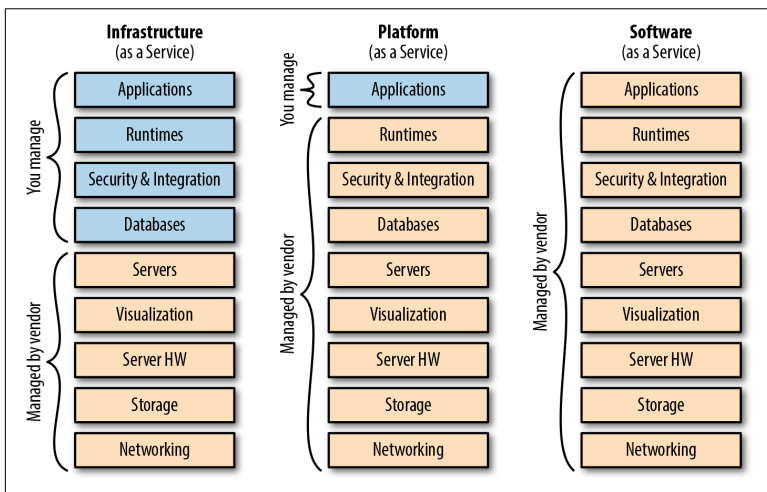 Infrastructure
(as a Service)
You manage
Applications
Runtimes
Security & Integration
Databases
Managed by vendor
Servers
Visualization
Server HW
Storage
Networking
Platform
(as a Service)
You manage
Applications
Managed by vendor
Runtimes
Security & Integration
Databases
Servers
Visualization
Server HW
Storage
Networking
Software
(as a Service)
Managed by vendor
Applications
Runtimes
Security & Integration
Databases
Servers
Visualization
Server HW
Storage
Networking